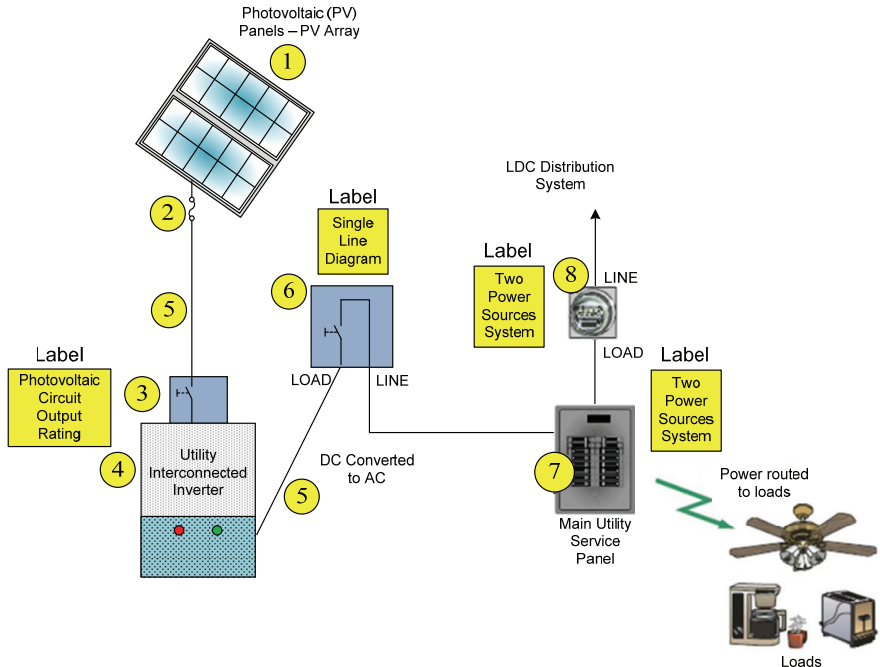 Photovoltaic (PV)
Panels – PV Array
1
2
5
Label
Single
Line
Diagram
6
LOAD
LINE
LDC Distribution
System
Label
Two
Power
Sources
System
8
LINE
LOAD
Label
Two
Power
Sources
System
Label
Photovoltaic
Circuit
Output
Rating
3
4
Utility
Interconnected
Inverter
5
DC Converted
to AC
7
Main Utility
Service
Panel
Power routed
to loads
Loads